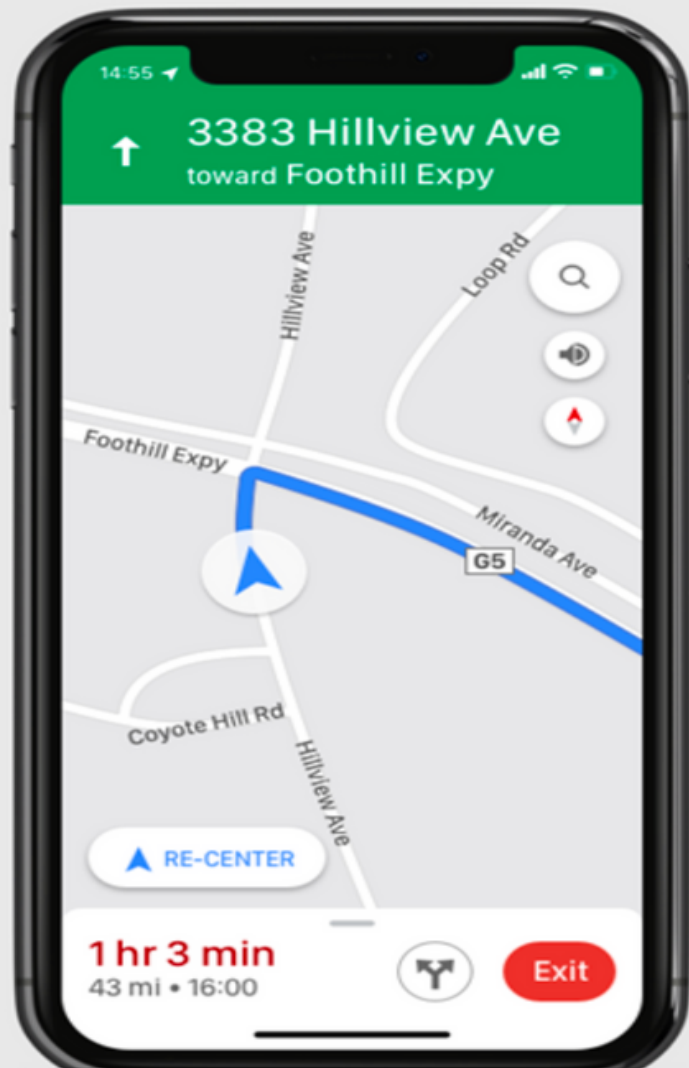 14:55
3383 Hillview Ave
toward Foothill Expy
Hillview Ave
Loop Rd
Foothill Expy
Miranda Ave
G5
Coyote Hill Rd
Hillview Ave
RE-CENTER
1 hr 3 min
43 mi • 16:00
Exit